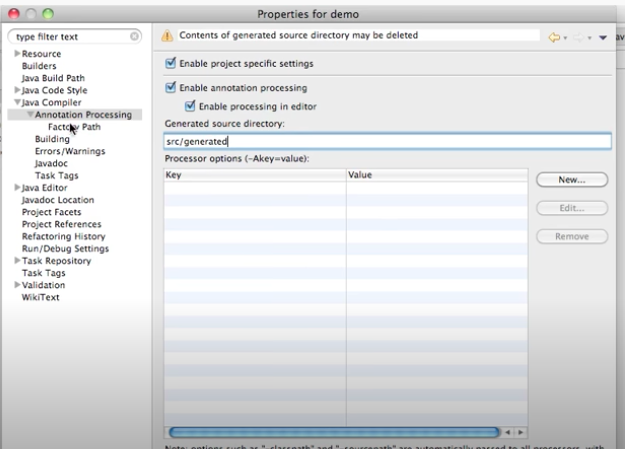 Properties for demo
type filter text
Resource
Builders
Java Build Path
Java Code Style
Java Compiler
Annotation Processing
Factory Path
Building
Errors/Warnings
Javadoc
Task Tags
Java Editor
Javadoc Location
Project Facets
Project References
Refactoring History
Run/Debug Settings
Task Repository
Task Tags
Validation
WikiText
Contents of generated source directory may be deleted
Enable project specific settings
Enable annotation processing
Enable processing in editor
Generated source directory:
src/generated
Processor options (-Akey=value):
Key Value
New...
Edit...
Remove
Note: options such as "-classpath" and "-sourcepath" are automatically passed to all processors, with